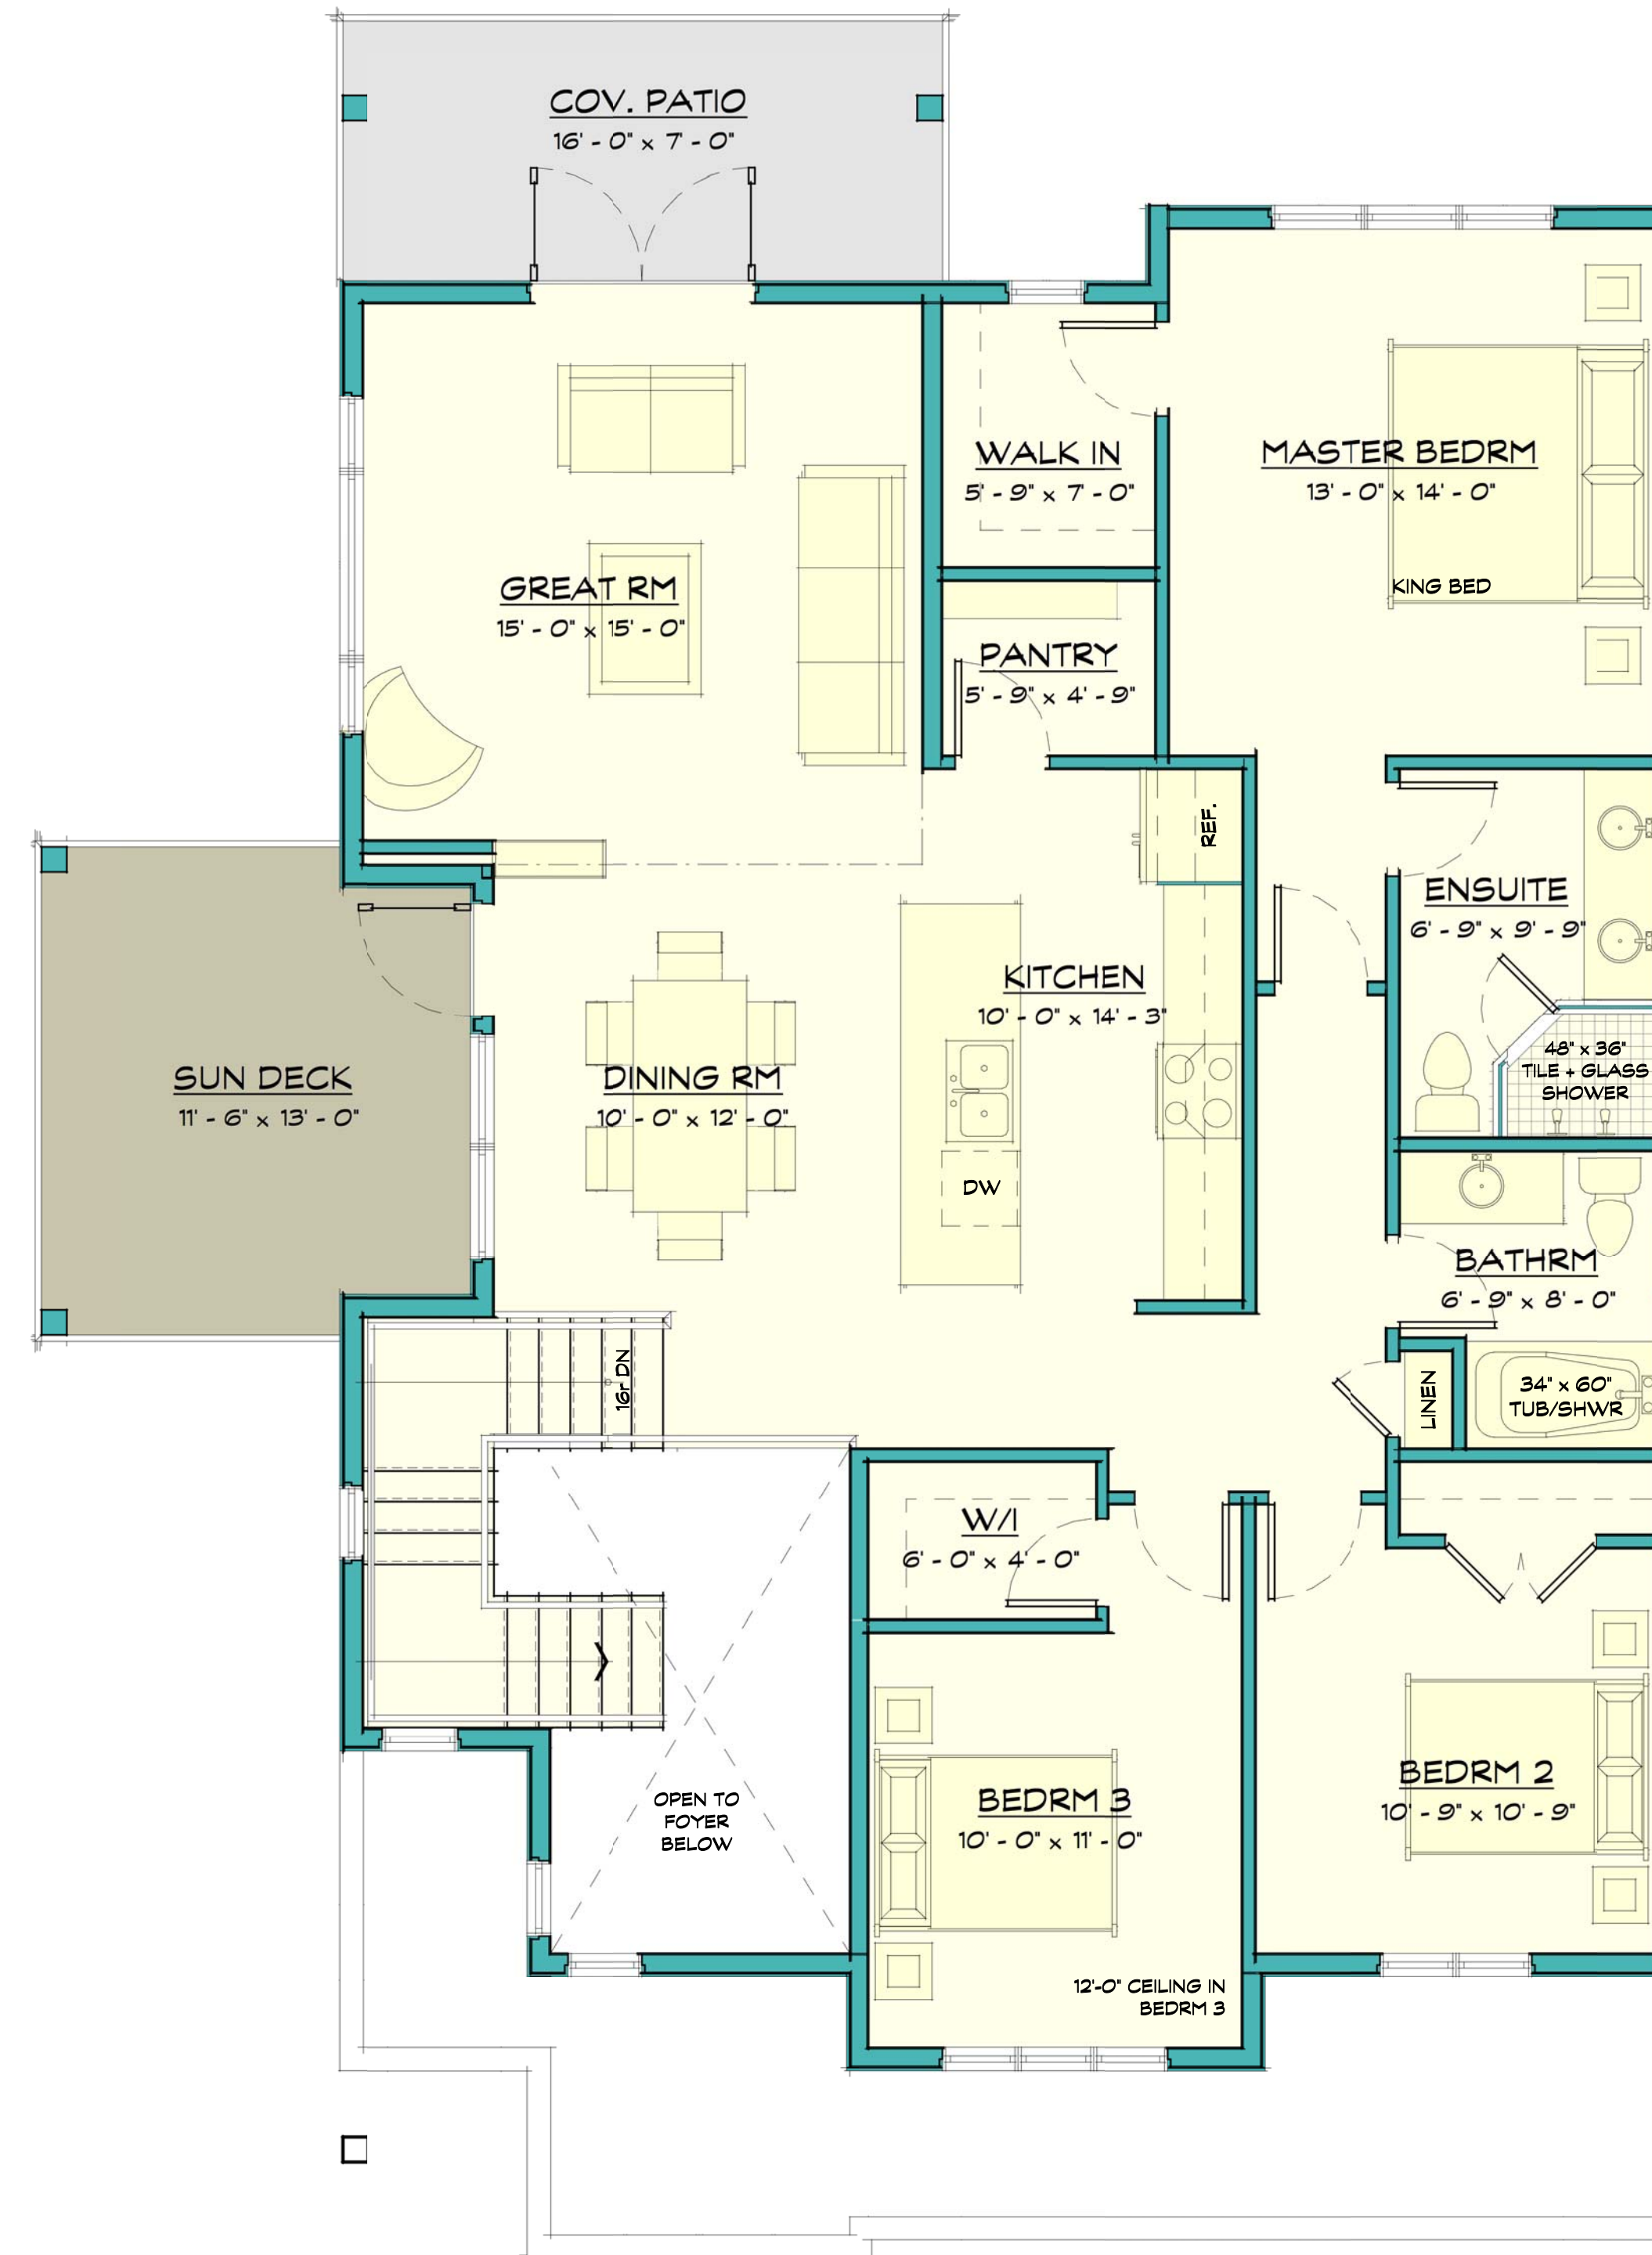 COV. PATIO
16' - 0" x 7' - 0"
WALK IN
5' - 9" x 7' - 0"
MASTER BEDRM
13' - 0" x 14' - 0"
KING BED
GREAT RM
15' - 0" x 15' - 0"
PANTRY
5' - 9" x 4' - 9"
REF.
ENSUITE
6' - 9" x 9' - 9"
KITCHEN
10' - 0" x 14' - 3"
SUN DECK
11' - 6" x 13' - 0"
DINING RM
10' - 0" x 12' - 0"
48" x 36"
TILE + GLASS
SHOWER
DW
BATHRM
6' - 9" x 8' - 0"
16r DN
LINEN
34" x 60"
TUB/SHWR
W/I
6' - 0" x 4' - 0"
OPEN TO
FOYER
BELOW
BEDRM 3
10' - 0" x 11' - 0"
BEDRM 2
10' - 9" x 10' - 9"
12'-0" CEILING IN
BEDRM 3